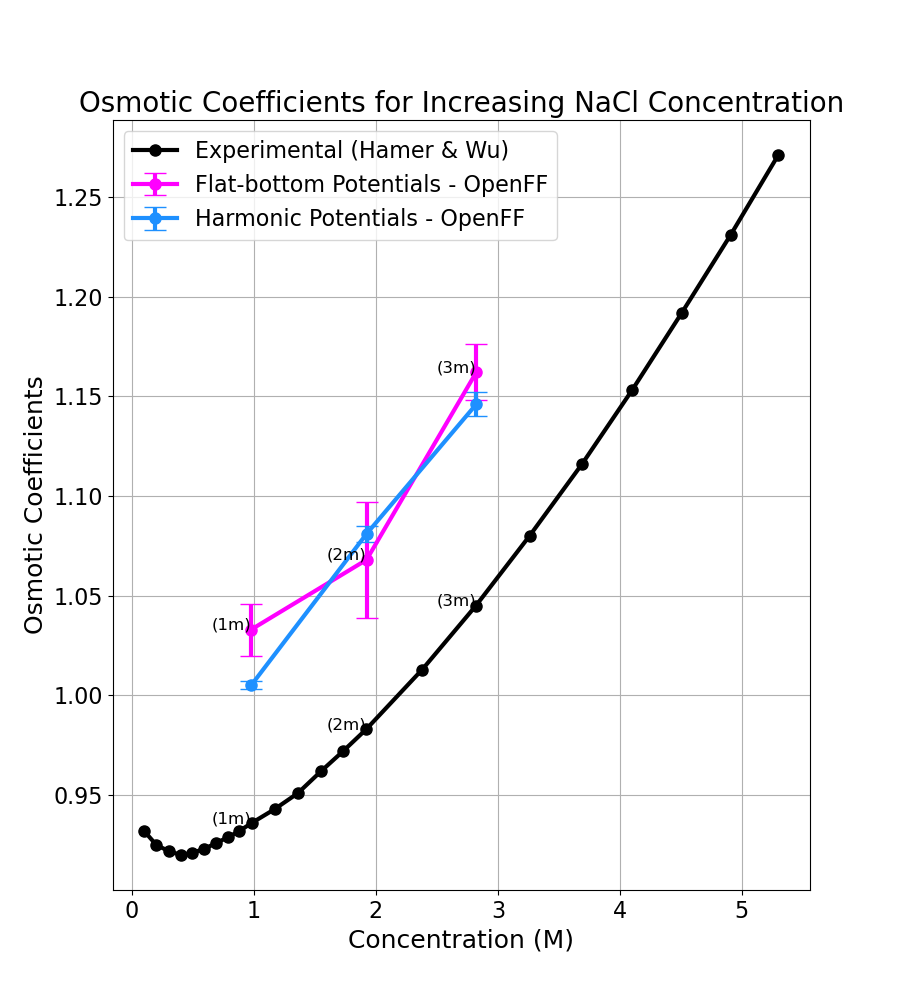 Osmotic Coefficients for Increasing NaCl Concentration
Experimental (Hamer & Wu)
Flat-bottom Potentials - OpenFF
Harmonic Potentials - OpenFF
Osmotic Coefficients
1.25
1.20
1.15
1.10
1.05
1.00
0.95
(3m)
(2m)
(1m)
(3m)
(2m)
(1m)
0
1
2
3
4
5
Concentration (M)